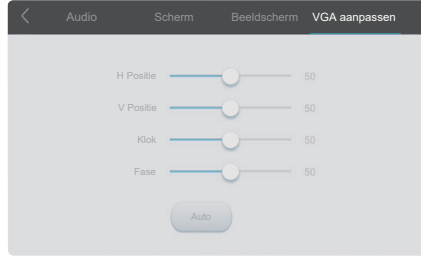 Audio Scherm Beeldscherm VGA aanpassen
H Positie 50
V Positie 50
Klok 50
Fase 50
Auto